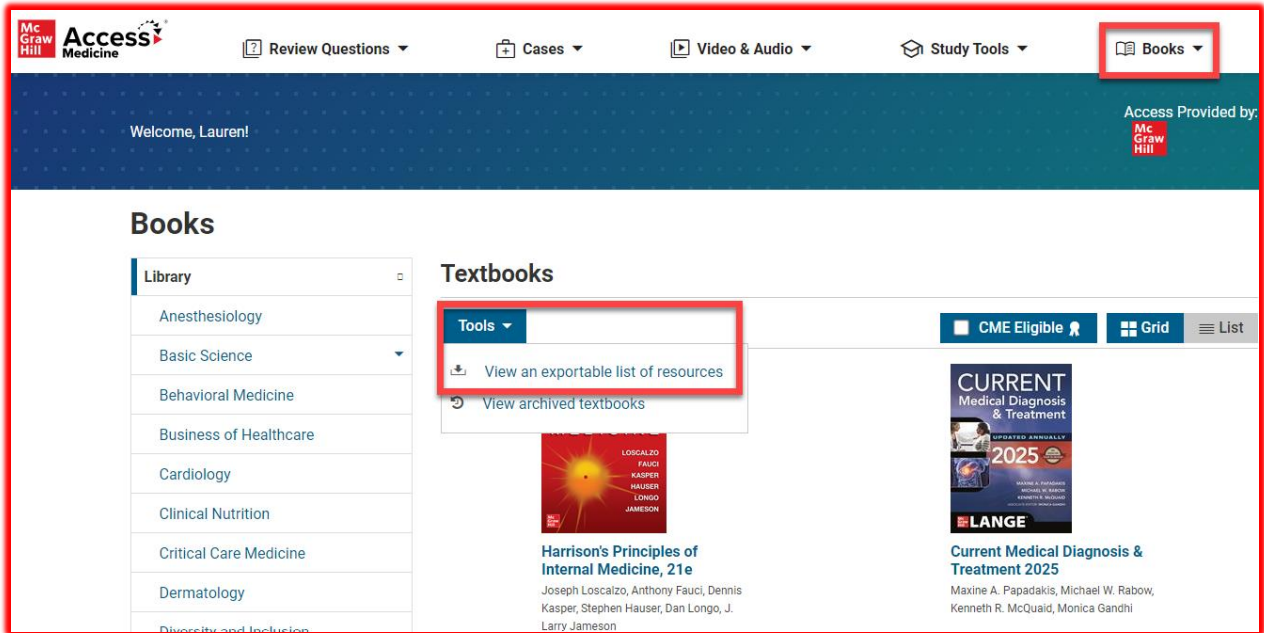 Mc
Graw
Hill
Access
Medicine
Review Questions
Cases
Video & Audio
Study Tools
Books
Welcome, Lauren!
Access Provided by:
Mc
Graw
Hill
Books
Library
Anesthesiology
Basic Science
Behavioral Medicine
Business of Healthcare
Cardiology
Clinical Nutrition
Critical Care Medicine
Dermatology
Diversity and Inclusion
Textbooks
Tools
CME Eligible
Grid
List
View an exportable list of resources
View archived textbooks
LOSCALZO
FAUCI
KASPER
HAUSER
LONGO
JAMESON
Harrison's Principles of
Internal Medicine, 21e
Joseph Loscalzo, Anthony Fauci, Dennis
Kasper, Stephen Hauser, Dan Longo, J.
Larry Jameson
CURRENT
Medical Diagnosis
& Treatment
UPDATED ANNUALLY
2025
MAXINE A. PAPADAKIS
MICHAEL W. RABOW
KENNETH R. MCQUAID
LANGE
Current Medical Diagnosis &
Treatment 2025
Maxine A. Papadakis, Michael W. Rabow,
Kenneth R. McQuaid, Monica Gandhi